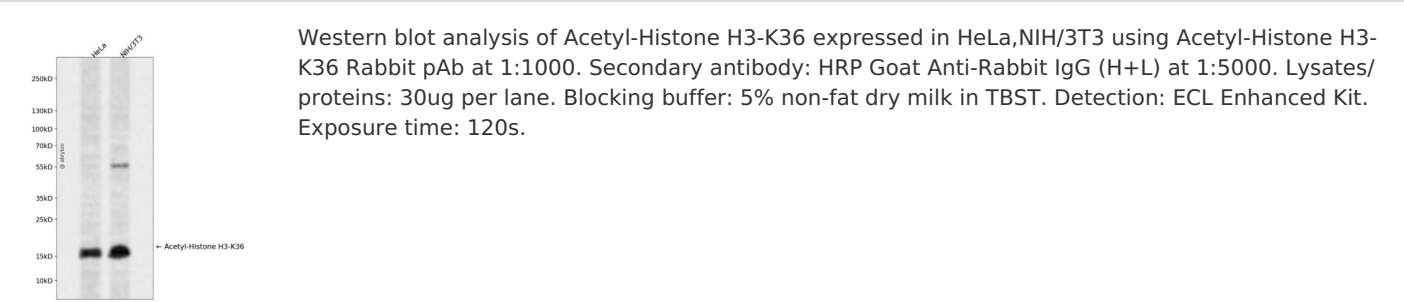 HeLa
NIH/3T3
250kD
130kD
100kD
70kD
55kD
35kD
25kD
15kD
10kD
© abtybio
← Acetyl-Histone H3-K36
Western blot analysis of Acetyl-Histone H3-K36 expressed in HeLa,NIH/3T3 using Acetyl-Histone H3-
K36 Rabbit pAb at 1:1000. Secondary antibody: HRP Goat Anti-Rabbit IgG (H+L) at 1:5000. Lysates/
proteins: 30ug per lane. Blocking buffer: 5% non-fat dry milk in TBST. Detection: ECL Enhanced Kit.
Exposure time: 120s.